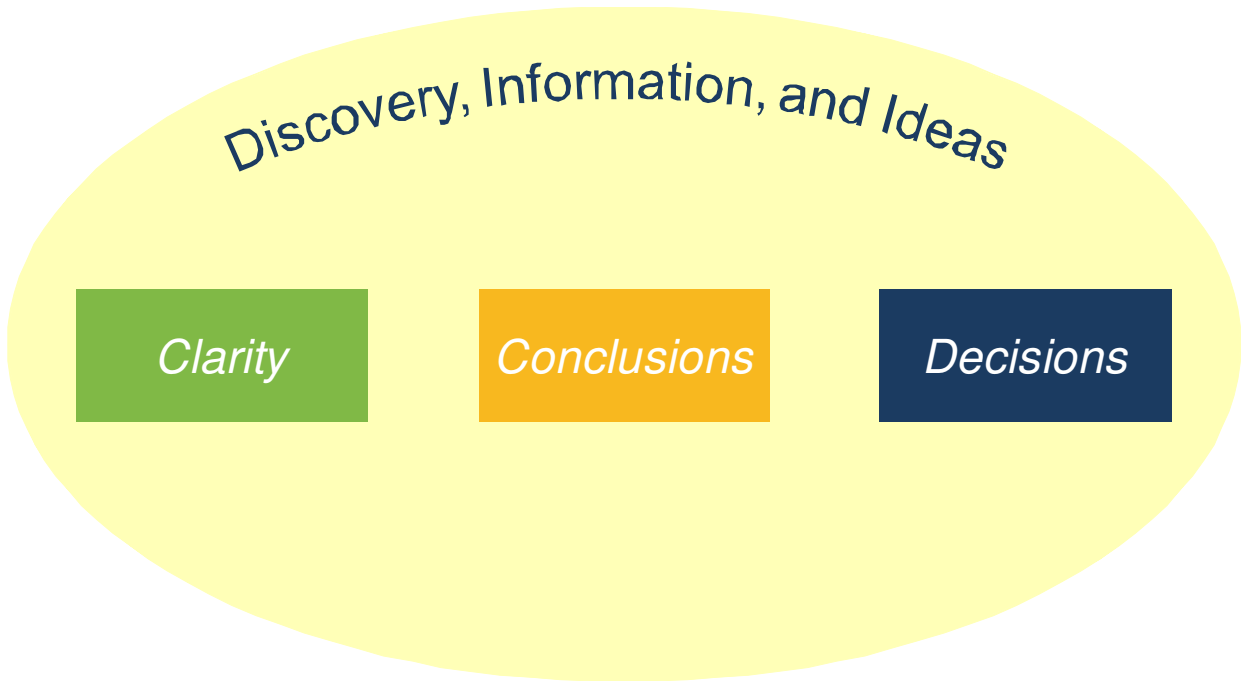 Discovery, Information, and Ideas
Clarity
Conclusions
Decisions